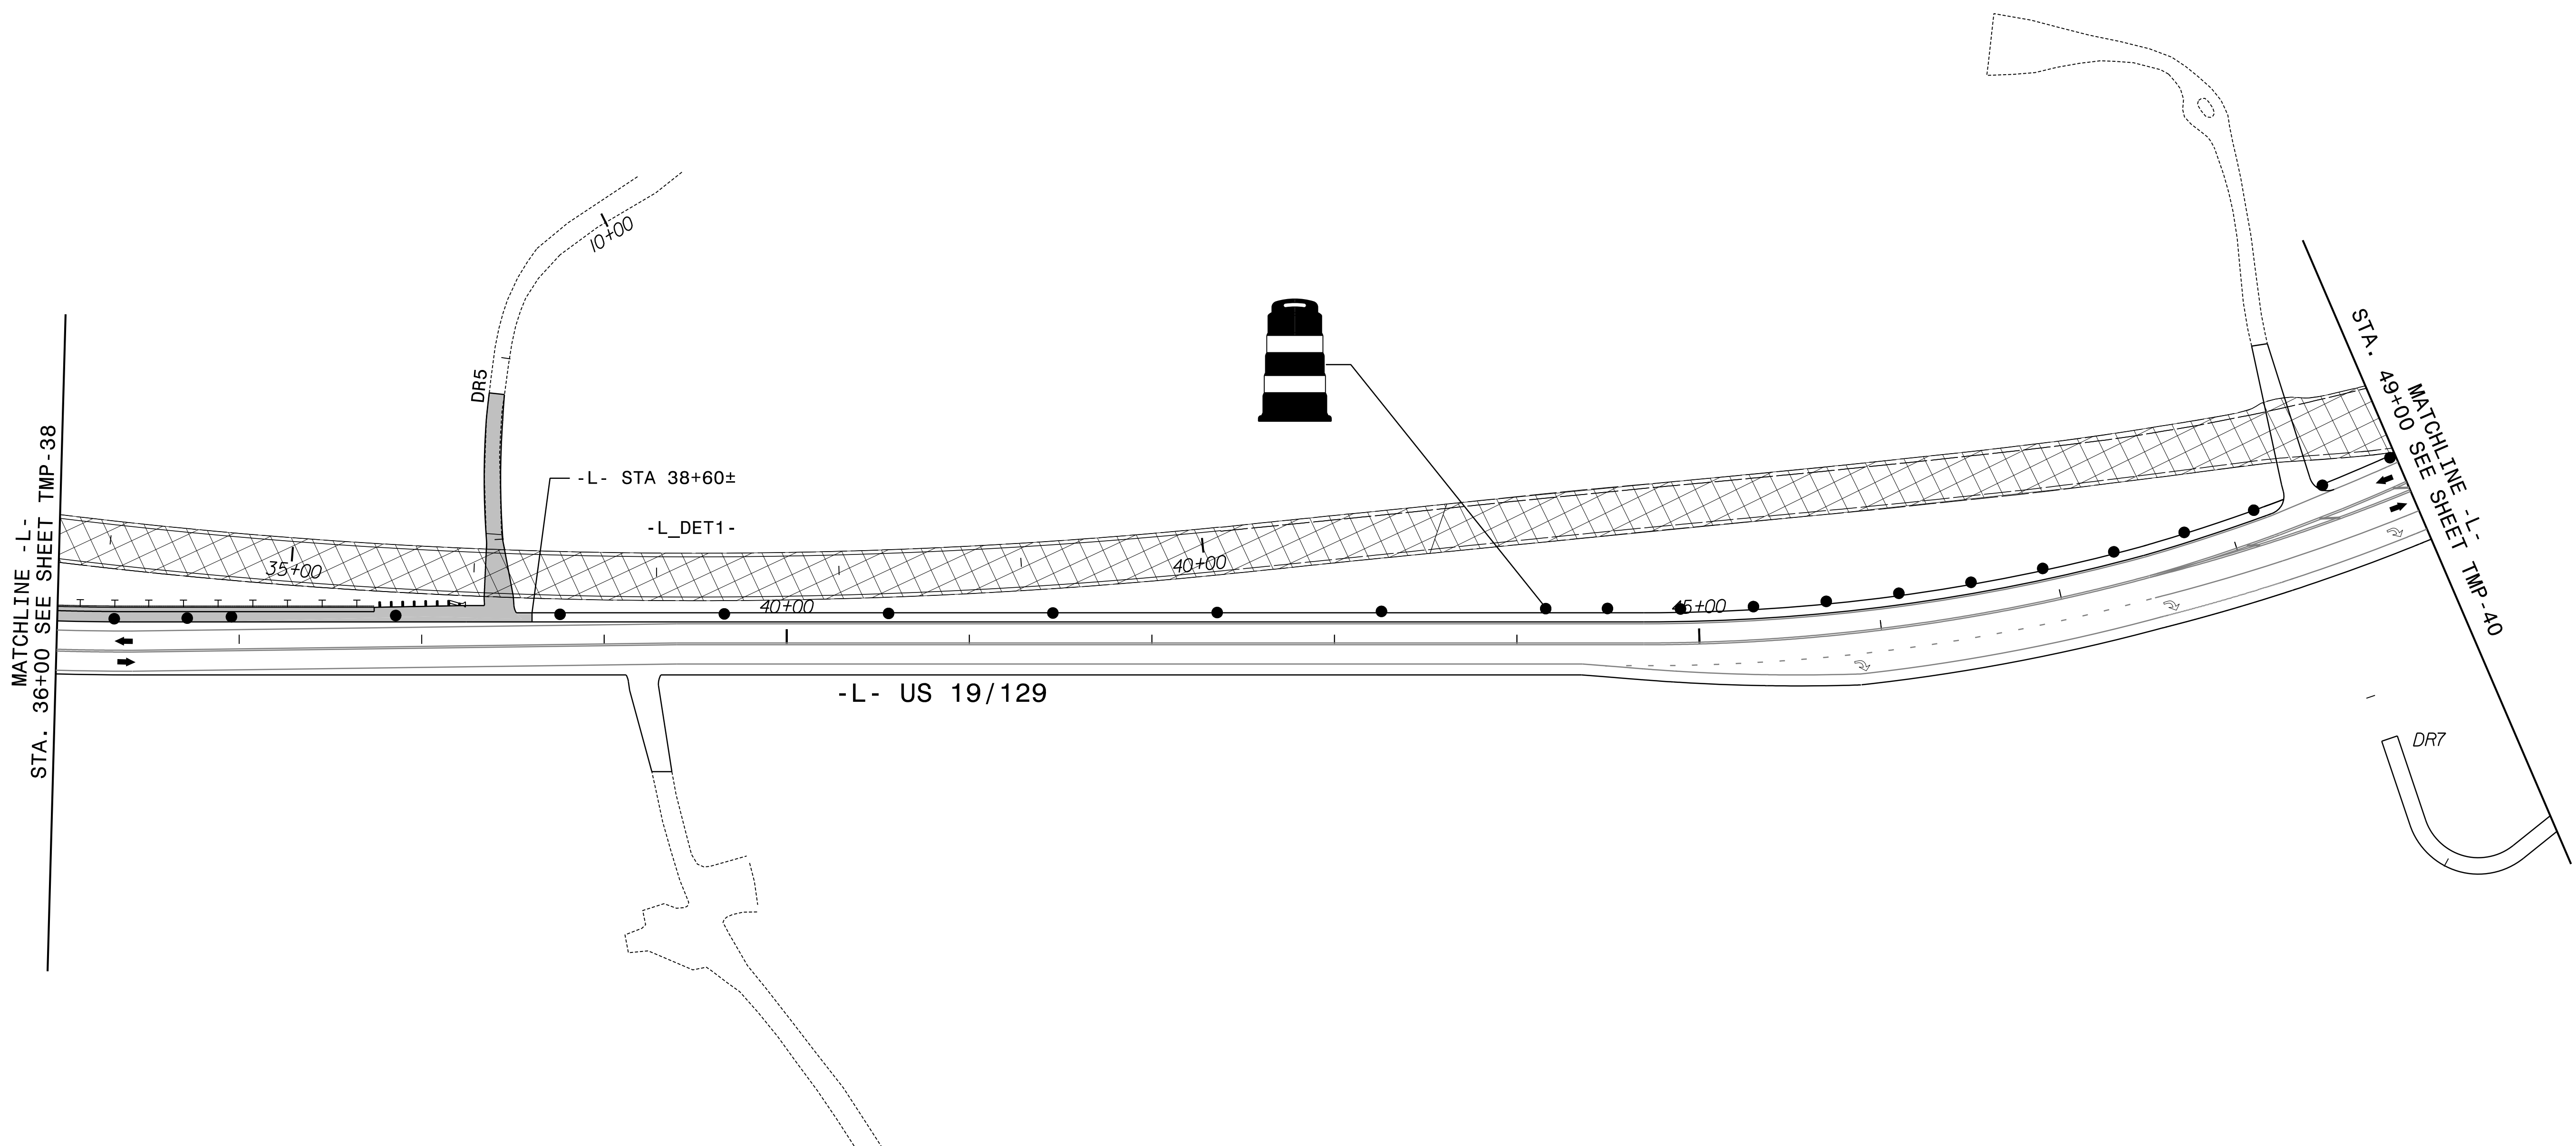 MATCHLINE -L-
STA. 36+00 SEE SHEET TMP-38
10+00
DR5
-L- STA 38+60±
-L_DET1-
35+00
40+00
40+00
45+00
-L- US 19/129
MATCHLINE -L-
STA. 49+00 SEE SHEET TMP-40
DR7